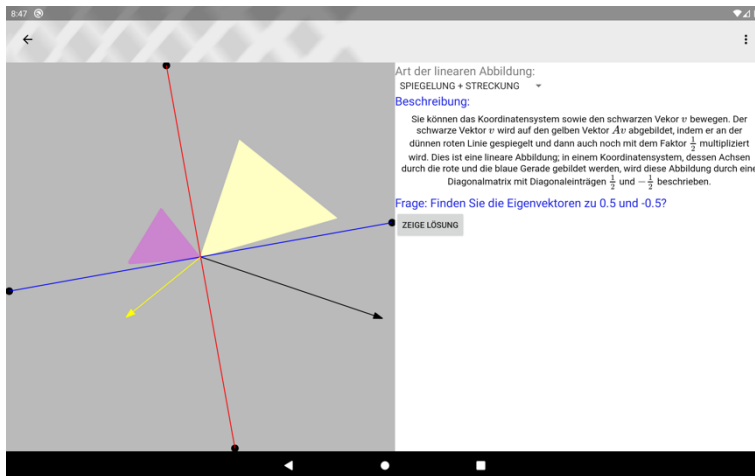 8:47
Art der linearen Abbildung:
SPIEGELUNG + STRECKUNG
Beschreibung:
Sie können das Koordinatensystem sowie den schwarzen Vekor v bewegen. Der
schwarze Vektor v wird auf den gelben Vektor Av abgebildet, indem er an der
dünnen roten Linie gespiegelt und dann auch noch mit dem Faktor 1/2 multipliziert
wird. Dies ist eine lineare Abbildung; in einem Koordinatensystem, dessen Achsen
durch die rote und die blaue Gerade gebildet werden, wird diese Abbildung durch eine
Diagonalmatrix mit Diagonaleinträgen 1/2 und −1/2 beschrieben.
Frage: Finden Sie die Eigenvektoren zu 0.5 und -0.5?
ZEIGE LÖSUNG